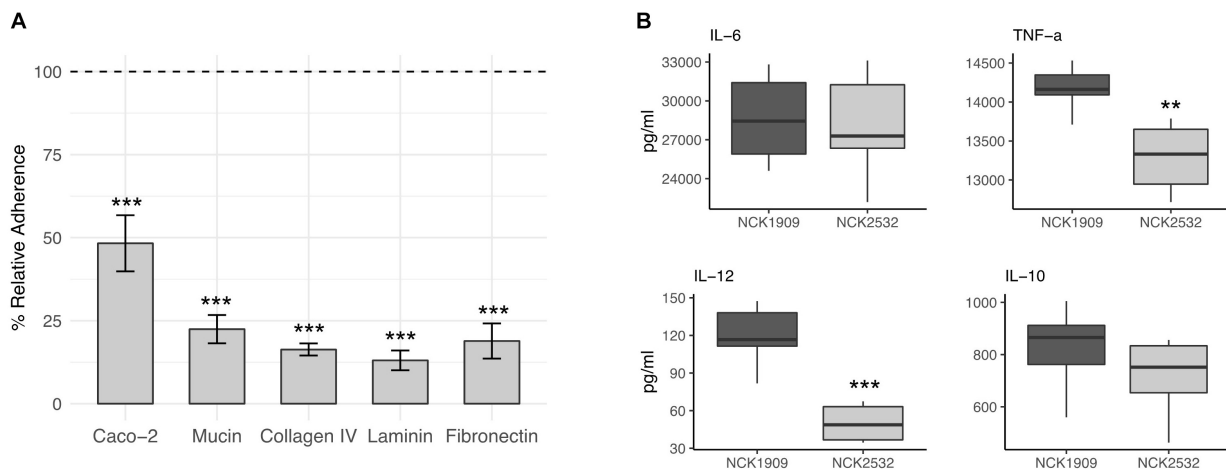 A
% Relative Adherence
100
75
50
25
0
***
***
***
***
***
Caco-2 Mucin Collagen IV Laminin Fibronectin
B
IL-6
pg/ml
33000
30000
27000
24000
NCK1909 NCK2532
TNF-a
14500
14000
13500
13000
**
NCK1909 NCK2532
IL-12
pg/ml
150
120
90
60
30
***
NCK1909 NCK2532
IL-10
1000
800
600
NCK1909 NCK2532